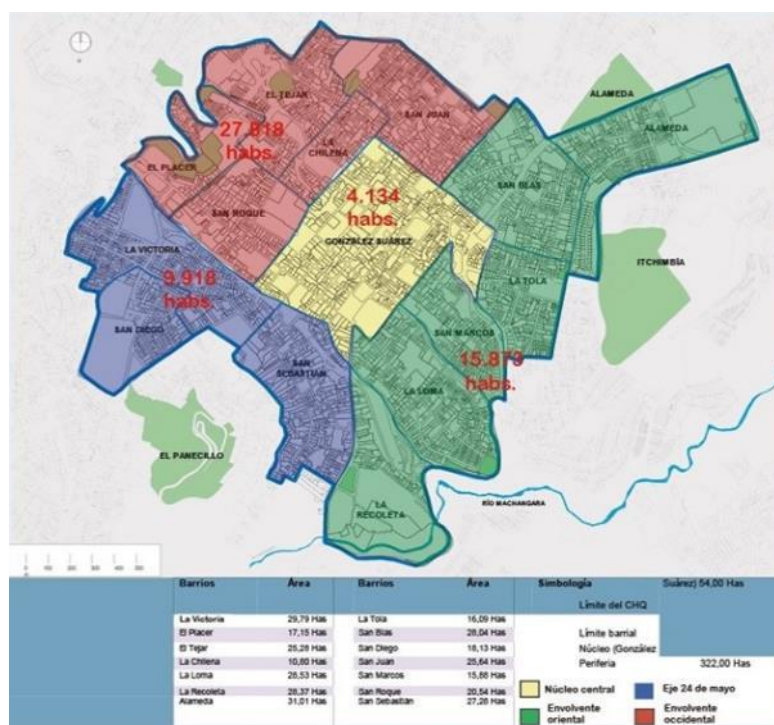 ALAMEDA
EL TEJAR
SAN JUAN
ALAMEDA
27.818
habs.
LA
CHILENA
EL PLACER
SAN BLAS
4.134
habs.
SAN ROQUE
GONZÁLEZ SUÁREZ
LA VICTORIA
ITCHIMBÍA
9.918
habs.
LA TOLA
SAN DIEGO
SAN MARCOS
15.873
habs.
SAN
SEBASTIÁN
LA LOMA
EL PANECILLO
LA
RECOLETA
RÍO MACHANGARA
Barrios Área Barrios Área Simbología Suárez) 54,00 Has
Límite del CHQ
La Victoria 29,79 Has La Tola 16,09 Has
El Placer 17,15 Has San Blas 28,04 Has Límite barrial
El Tejar 25,28 Has San Diego 18,13 Has Núcleo (González
La Chilena 10,80 Has San Juan 25,64 Has Periferia 322,00 Has
La Loma 28,53 Has San Marcos 15,88 Has
La Recoleta 28,37 Has San Roque 20,54 Has Núcleo central Eje 24 de mayo
Alameda 31,01 Has San Sebastián 27,28 Has Envolvente oriental Envolvente occidental